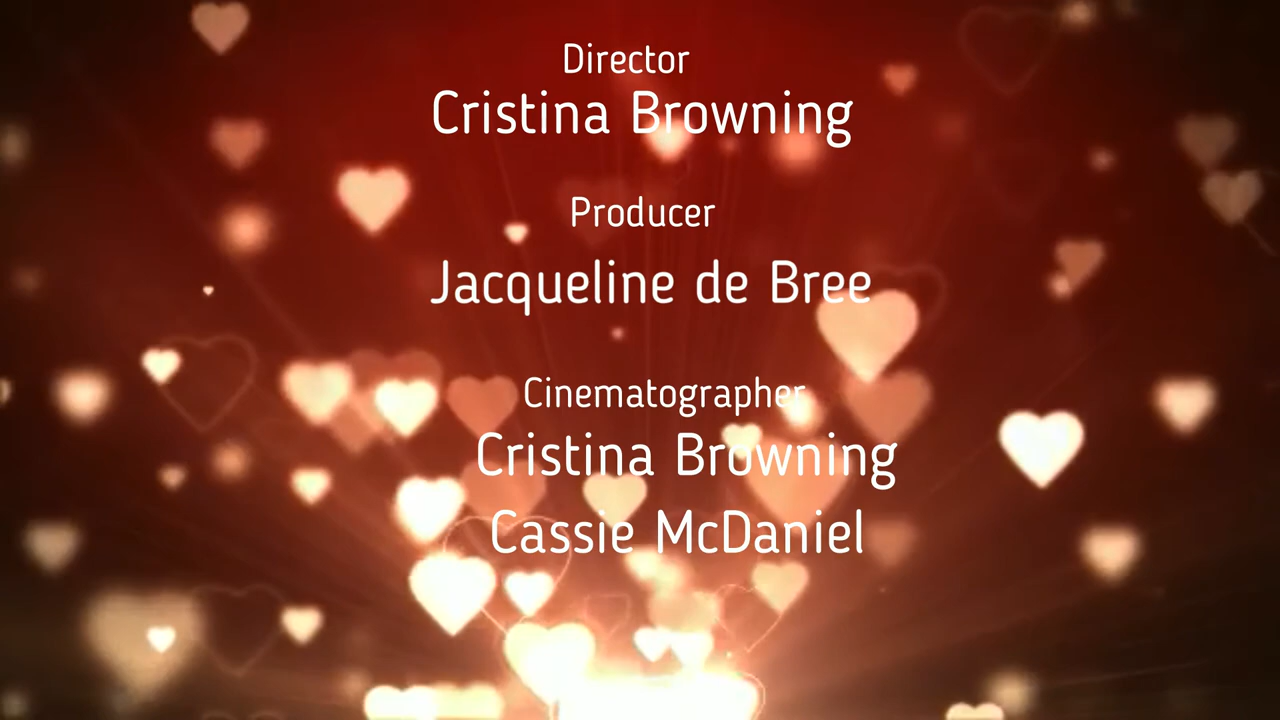 Director
Cristina Browning
Producer
Jacqueline de Bree
Cinematographer
Cristina Browning
Cassie McDaniel